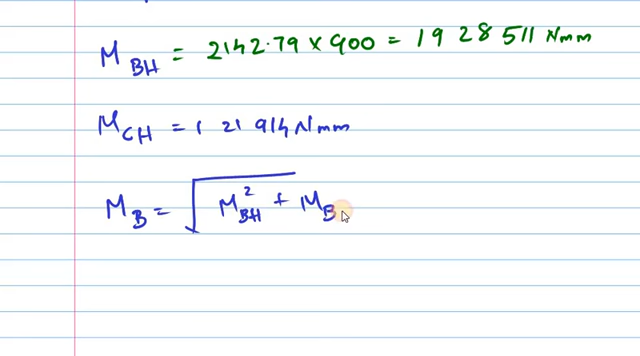 M_BH = 2142.79 × 900 = 19 28 511 Nmm
M_CH = 1 21 914 Nmm
M_B = √ M_BH² + M_B